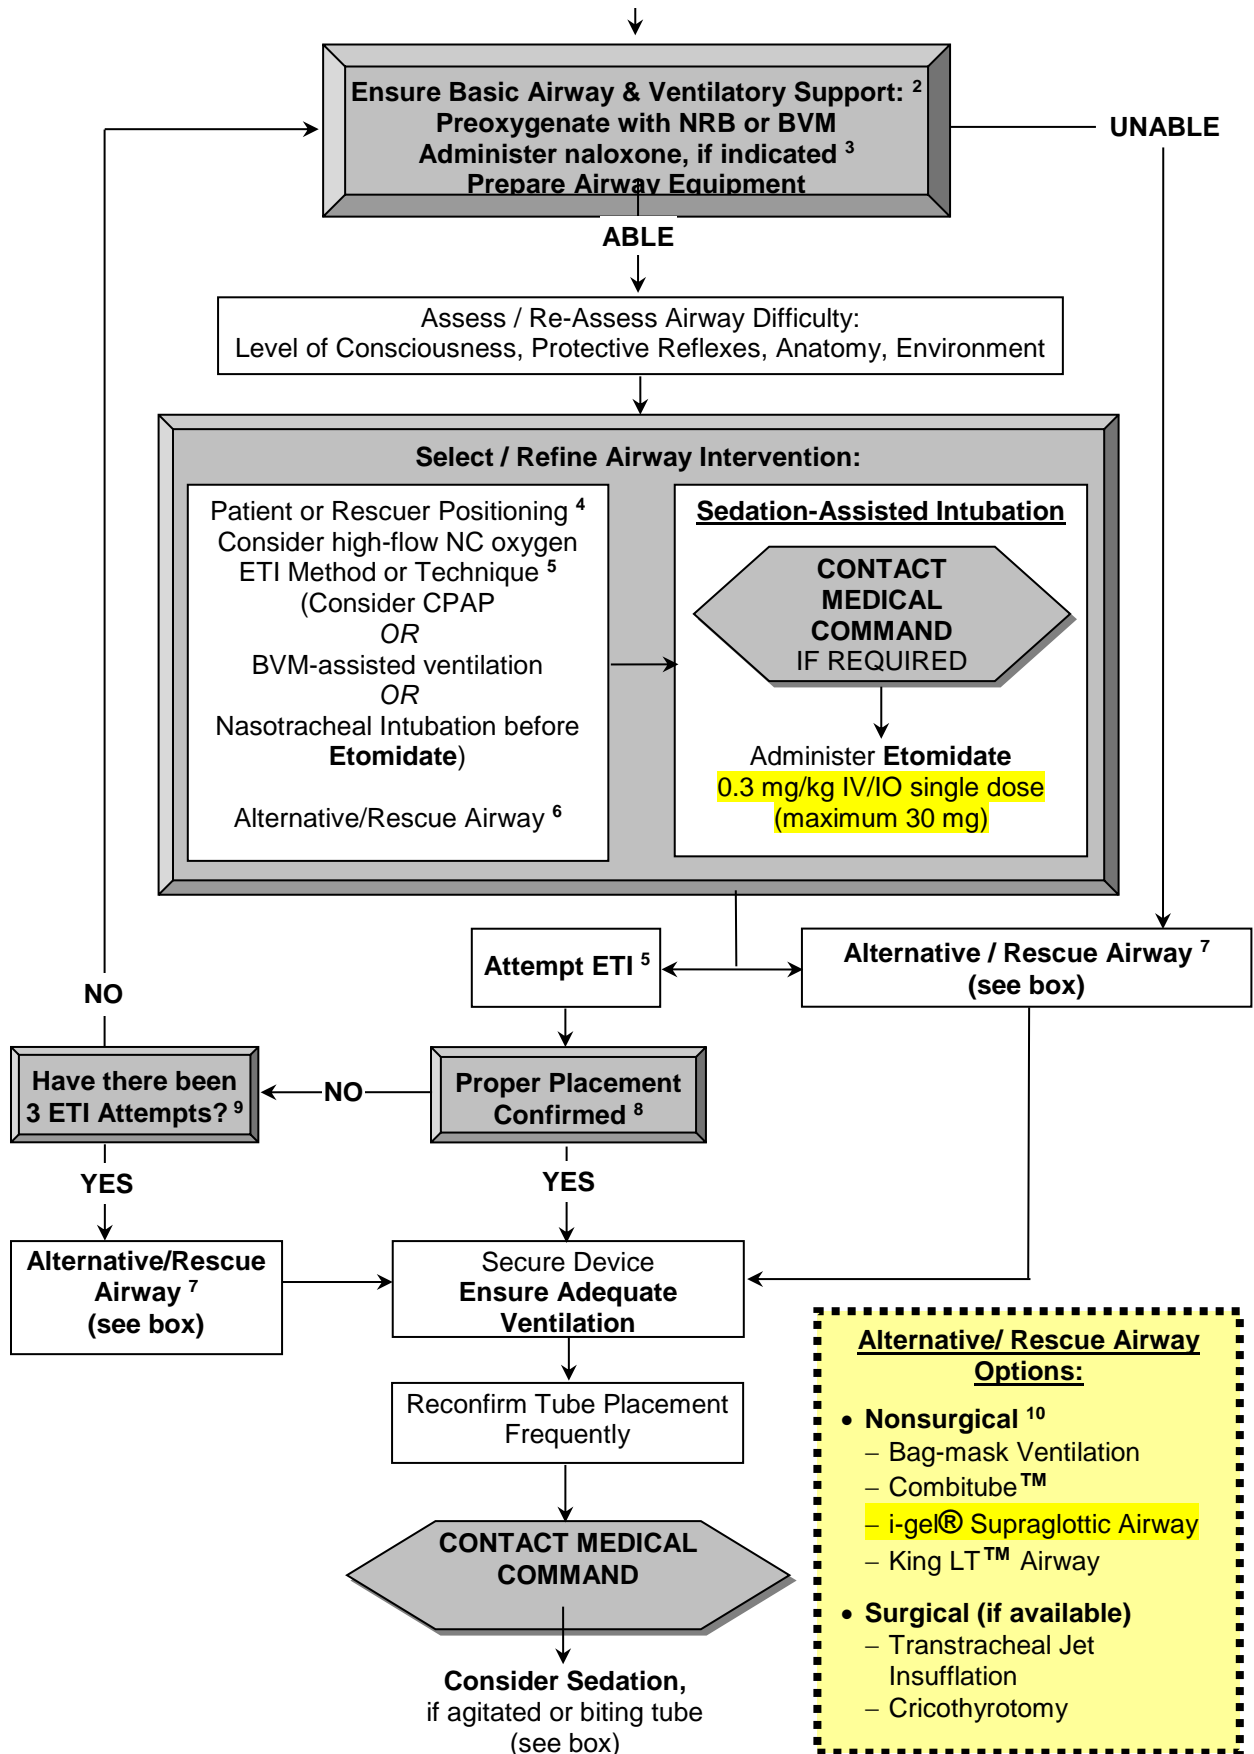 Ensure Basic Airway & Ventilatory Support: 2
Preoxygenate with NRB or BVM
Administer naloxone, if indicated 3
Prepare Airway Equipment
UNABLE
ABLE
Assess / Re-Assess Airway Difficulty:
Level of Consciousness, Protective Reflexes, Anatomy, Environment
Select / Refine Airway Intervention:
Patient or Rescuer Positioning 4
Consider high-flow NC oxygen
ETI Method or Technique 5
(Consider CPAP
OR
BVM-assisted ventilation
OR
Nasotracheal Intubation before
Etomidate)
Alternative/Rescue Airway 6
Sedation-Assisted Intubation
CONTACT
MEDICAL
COMMAND
IF REQUIRED
Administer Etomidate
0.3 mg/kg IV/IO single dose
(maximum 30 mg)
Attempt ETI 5
Alternative / Rescue Airway 7
(see box)
NO
Have there been
3 ETI Attempts? 9
NO
Proper Placement
Confirmed 8
YES
YES
Alternative/Rescue
Airway 7
(see box)
Secure Device
Ensure Adequate
Ventilation
Reconfirm Tube Placement
Frequently
CONTACT MEDICAL
COMMAND
Consider Sedation,
if agitated or biting tube
(see box)
Alternative/ Rescue Airway
Options:
• Nonsurgical 10
– Bag-mask Ventilation
– Combitube™
– i-gel® Supraglottic Airway
– King LT™ Airway
• Surgical (if available)
– Transtracheal Jet
Insufflation
– Cricothyrotomy